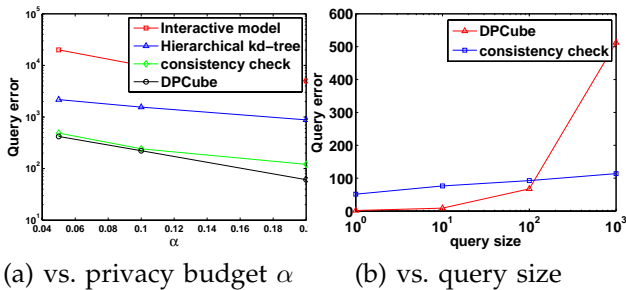 Interactive model
Hierarchical kd-tree
consistency check
DPCube
Query error
10^5
10^4
10^3
10^2
10^1
0.04 0.06 0.08 0.1 0.12 0.14 0.16 0.18 0.
α
(a) vs. privacy budget α
DPCube
consistency check
Query error
600
500
400
300
200
100
0
10^0 10^1 10^2 10^3
query size
(b) vs. query size